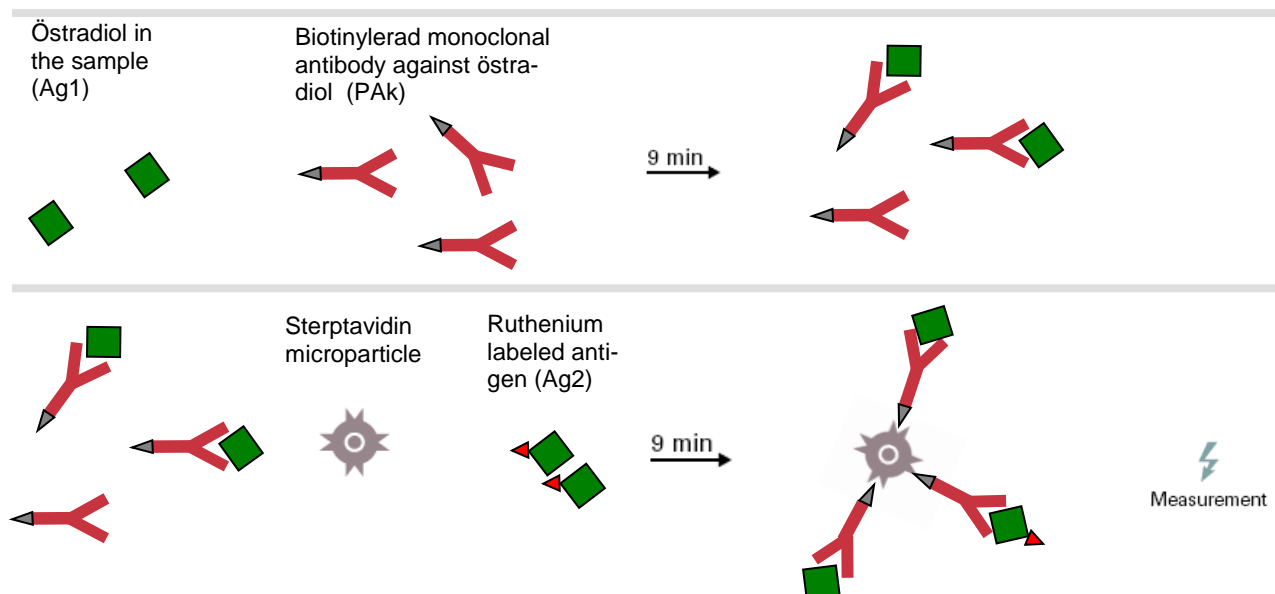 Östradiol in
the sample
(Ag1)
Biotinylerad monoclonal
antibody against östra-
diol (PAk)
9 min
Sterptavidin
microparticle
Ruthenium
labeled anti-
gen (Ag2)
9 min
Measurement